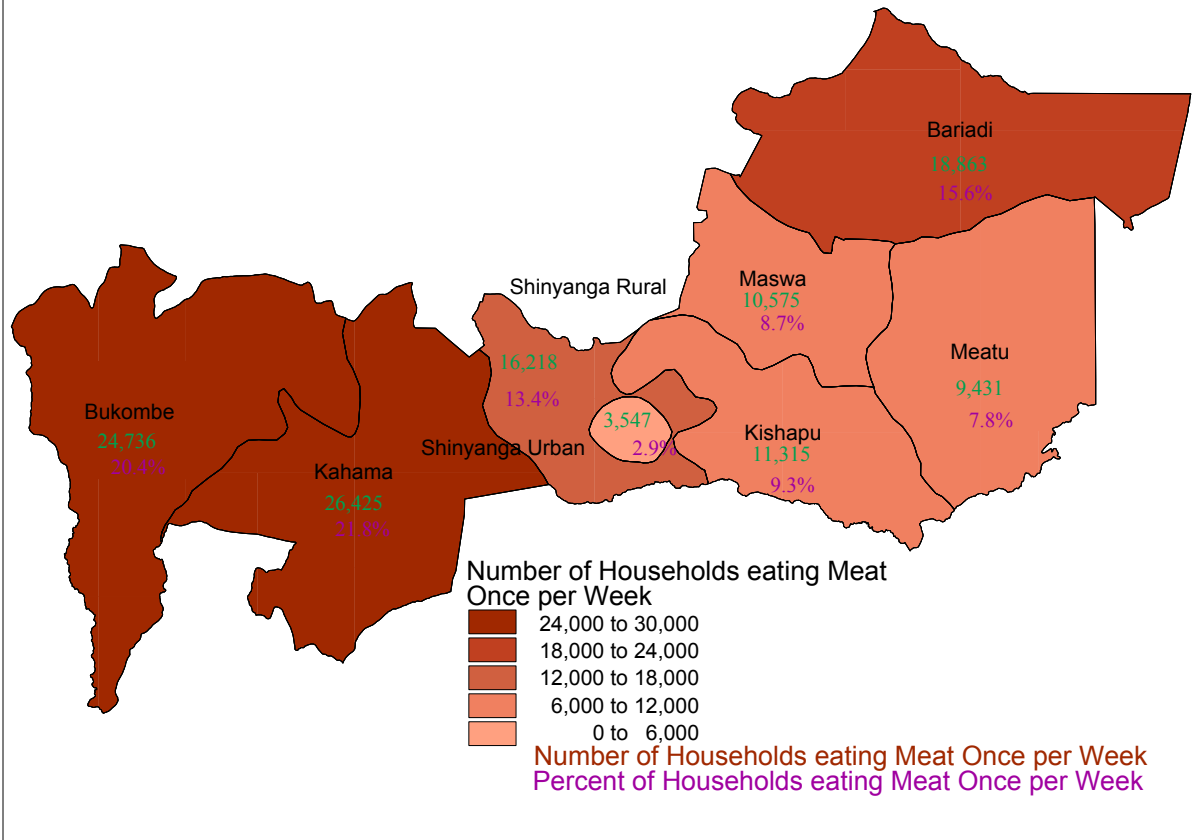 Bariadi
18,863
15.6%
Maswa
10,575
8.7%
Shinyanga Rural
16,218
13.4%
Meatu
9,431
7.8%
Bukombe
24,736
20.4%
Shinyanga Urban
3,547
2.9%
Kishapu
11,315
9.3%
Kahama
26,425
21.8%
Number of Households eating Meat
Once per Week
24,000 to 30,000
18,000 to 24,000
12,000 to 18,000
6,000 to 12,000
0 to 6,000
Number of Households eating Meat Once per Week
Percent of Households eating Meat Once per Week